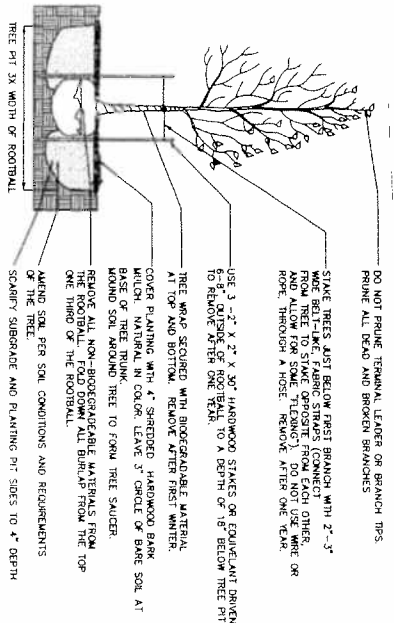 DO NOT PRUNE TERMINAL LEADER OR BRANCH TIPS.
PRUNE ALL DEAD AND BROKEN BRANCHES
STAKE TREES JUST BELOW FIRST BRANCH WITH 2"-3"
WIDE BELT-LIKE, FABRIC STRAPS (CONNECT
FROM TREE TO STAKE OPPOSITE FROM EACH OTHER,
AND ALLOW FOR SOME "FLEXING"). DO NOT USE WIRE OR
ROPE, THROUGH A HOSE. REMOVE AFTER ONE YEAR.
USE 3 -2" X 2" X 30" HARDWOOD STAKES OR EQUIVELANT DRIVEN
6-8" OUTSIDE OF ROOTBALL TO A DEPTH OF 18" BELOW TREE PIT
TO REMOVE AFTER ONE YEAR.
TREE WRAP SECURED WITH BIODEGRADABLE MATERIAL
AT TOP AND BOTTOM. REMOVE AFTER FIRST WINTER.
COVER PLANTING WITH 4" SHREDDED HARDWOOD BARK
MULCH. NATURAL IN COLOR. LEAVE 3" CIRCLE OF BARE SOIL AT
BASE OF TREE TRUNK.
MOUND SOIL AROUND TREE TO FORM TREE SAUCER.
REMOVE ALL NON-BIODEGRADEABLE MATERIALS FROM
THE ROOTBALL. FOLD DOWN ALL BURLAP FROM THE TOP
ONE THIRD OF THE ROOTBALL.
AMEND SOIL PER SOIL CONDITIONS AND REQUIREMENTS
OF THE TREE.
SCARIFY SUBGRADE AND PLANTING PIT SIDES TO 4" DEPTH
TREE PIT 3X WIDTH OF ROOTBALL